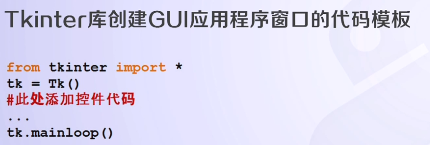 Tkinter库创建GUI应用程序窗口的代码模板
from tkinter import *
tk = Tk()
#此处添加控件代码
...
tk.mainloop()